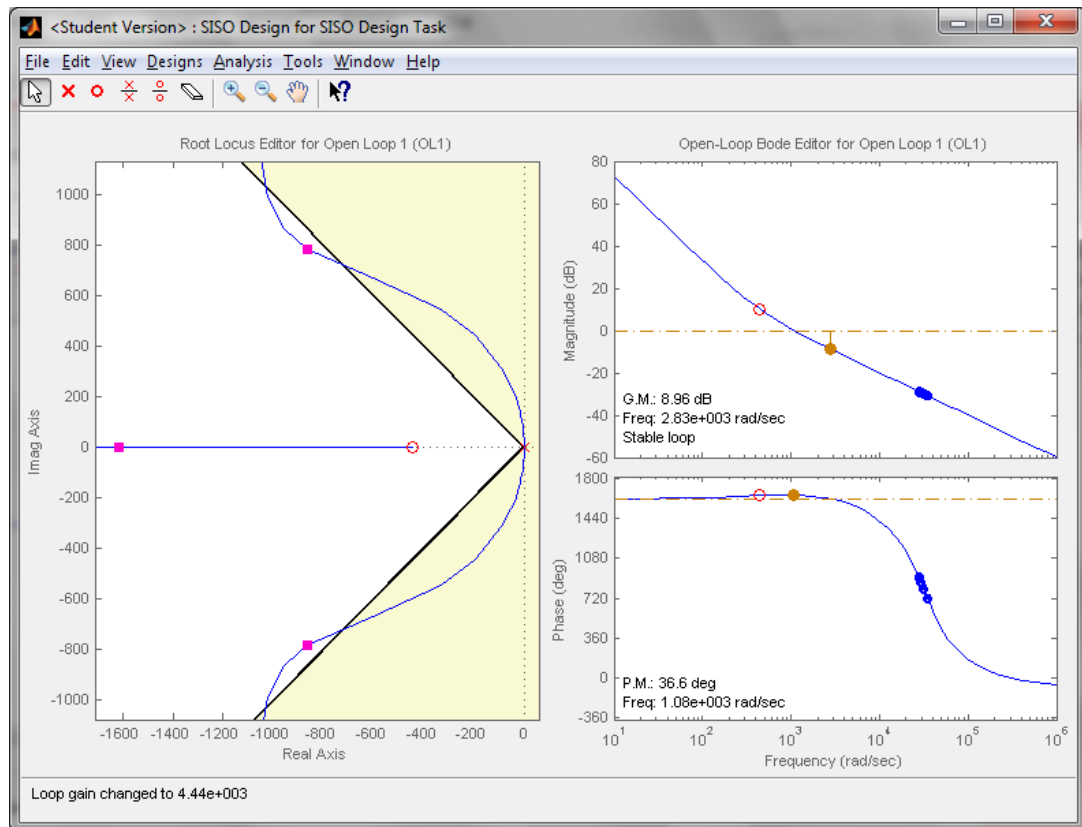 <Student Version> : SISO Design for SISO Design Task
File Edit View Designs Analysis Tools Window Help
Root Locus Editor for Open Loop 1 (OL1)
1000
800
600
400
200
0
-200
-400
-600
-800
-1000
Imag Axis
-1600 -1400 -1200 -1000 -800 -600 -400 -200 0
Real Axis
Open-Loop Bode Editor for Open Loop 1 (OL1)
80
60
40
20
0
-20
-40
-60
Magnitude (dB)
G.M.: 8.96 dB
Freq: 2.83e+003 rad/sec
Stable loop
1800
1440
1080
720
360
0
-360
Phase (deg)
P.M.: 36.6 deg
Freq: 1.08e+003 rad/sec
10^1 10^2 10^3 10^4 10^5 10^6
Frequency (rad/sec)
Loop gain changed to 4.44e+003